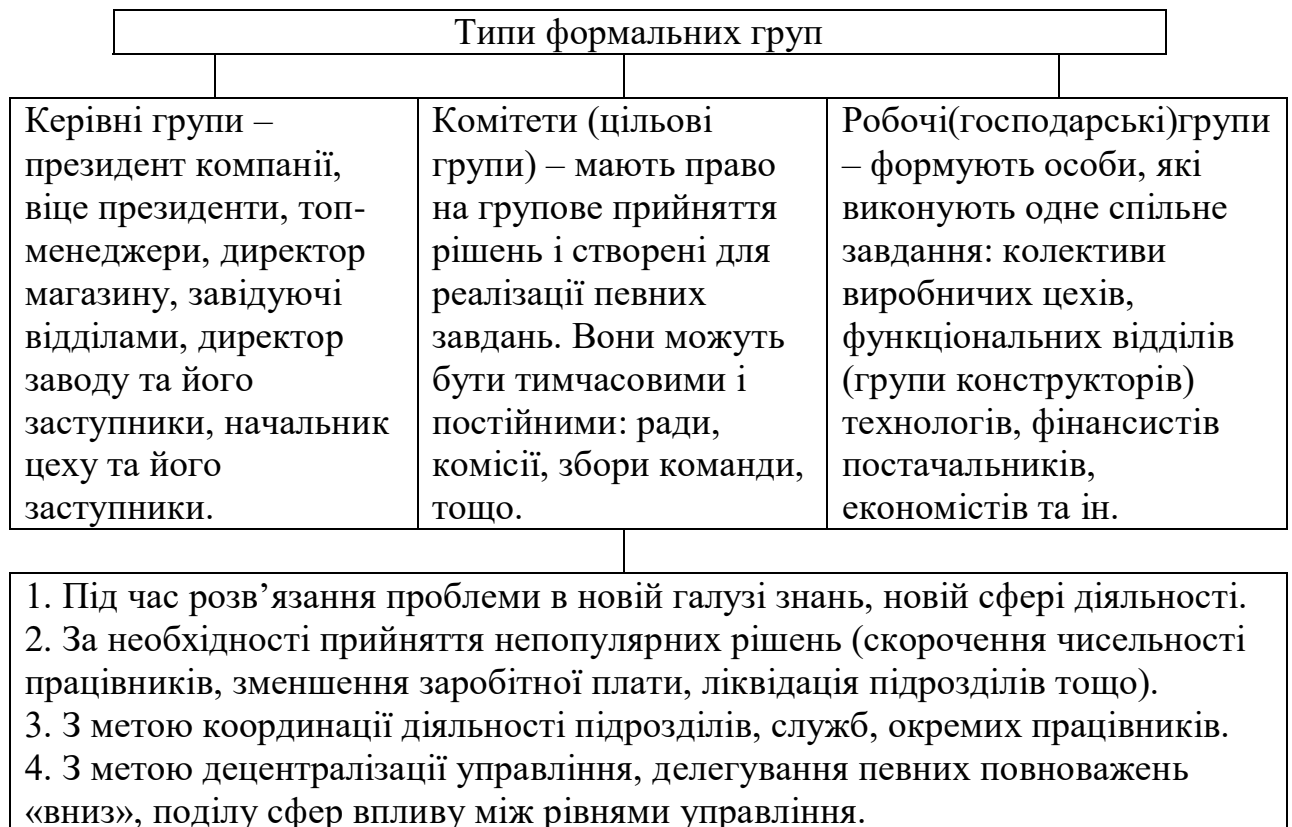 Типи формальних груп
Керівні групи –
президент компанії,
віце президенти, топ-
менеджери, директор
магазину, завідуючі
відділами, директор
заводу та його
заступники, начальник
цеху та його
заступники.
Комітети (цільові
групи) – мають право
на групове прийняття
рішень і створені для
реалізації певних
завдань. Вони можуть
бути тимчасовими і
постійними: ради,
комісії, збори команди,
тощо.
Робочі(господарські)групи
– формують особи, які
виконують одне спільне
завдання: колективи
виробничих цехів,
функціональних відділів
(групи конструкторів)
технологів, фінансистів
постачальників,
економістів та ін.
1. Під час розв’язання проблеми в новій галузі знань, новій сфері діяльності.
2. За необхідності прийняття непопулярних рішень (скорочення чисельності
працівників, зменшення заробітної плати, ліквідація підрозділів тощо).
3. З метою координації діяльності підрозділів, служб, окремих працівників.
4. З метою децентралізації управління, делегування певних повноважень
«вниз», поділу сфер впливу між рівнями управління.